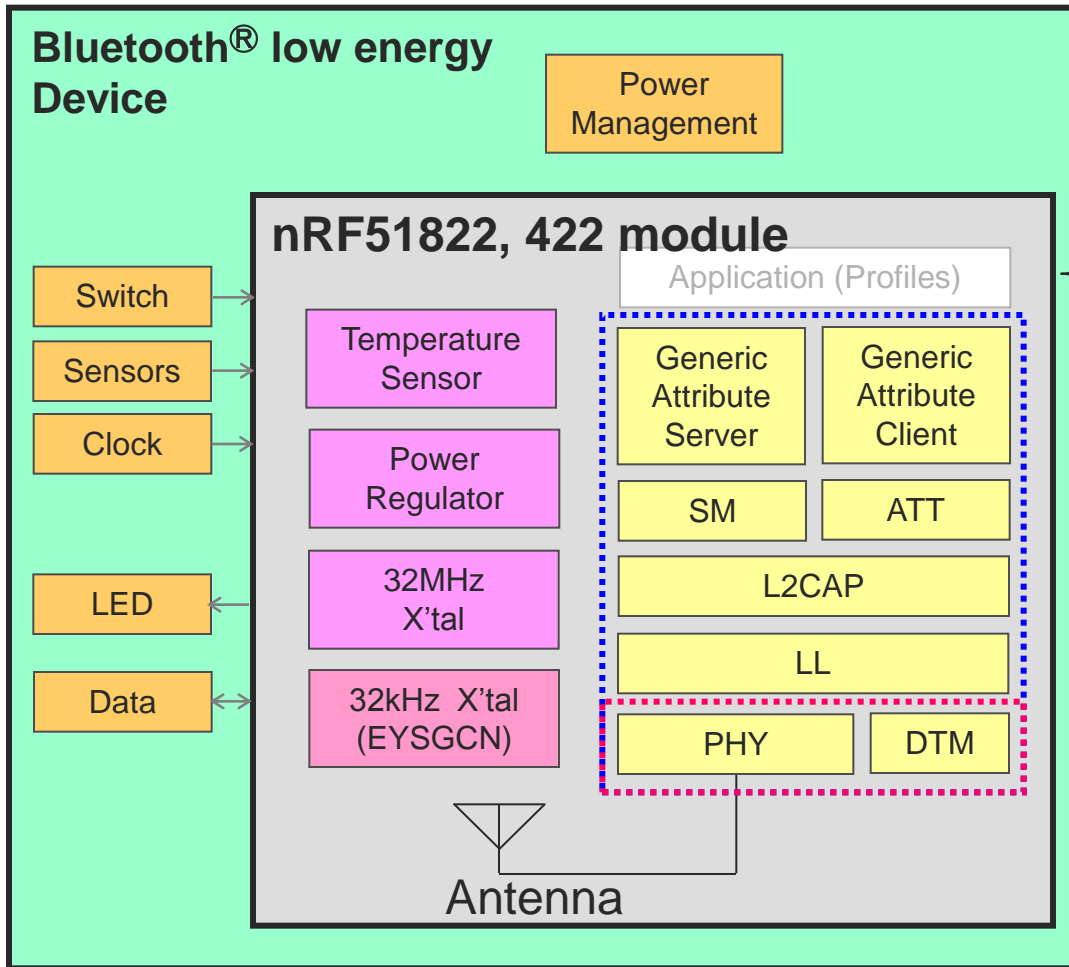 Bluetooth® low energy
Device
Power
Management
nRF51822, 422 module
Application (Profiles)
Switch
Sensors
Clock
LED
Data
Temperature
Sensor
Power
Regulator
32MHz
X’tal
32kHz X’tal
(EYSGCN)
Generic
Attribute
Server
Generic
Attribute
Client
SM
ATT
L2CAP
LL
PHY
DTM
Antenna